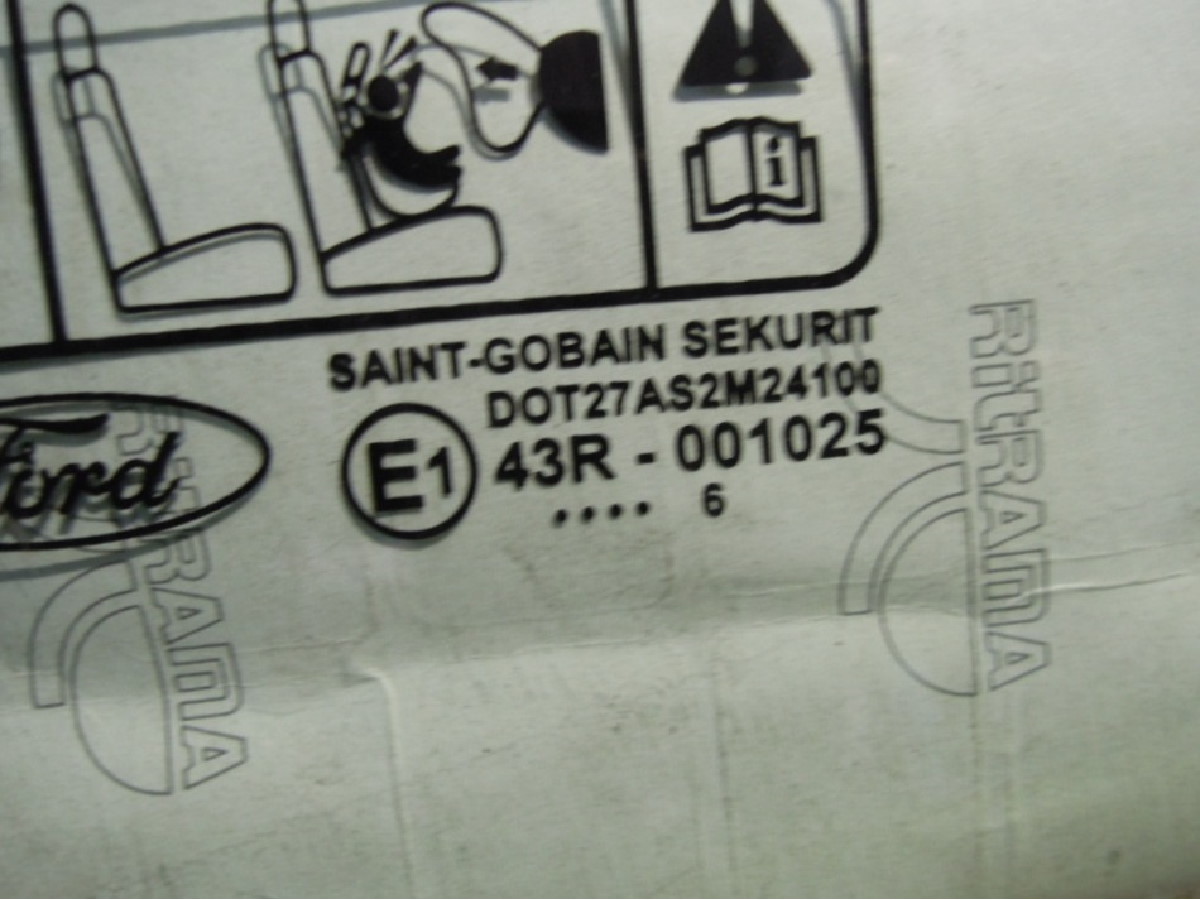 i
SAINT-GOBAIN SEKURIT
DOT27AS2M24100
Ford
E1
43R - 001025
.... 6
RitRAMA
RitRAMA